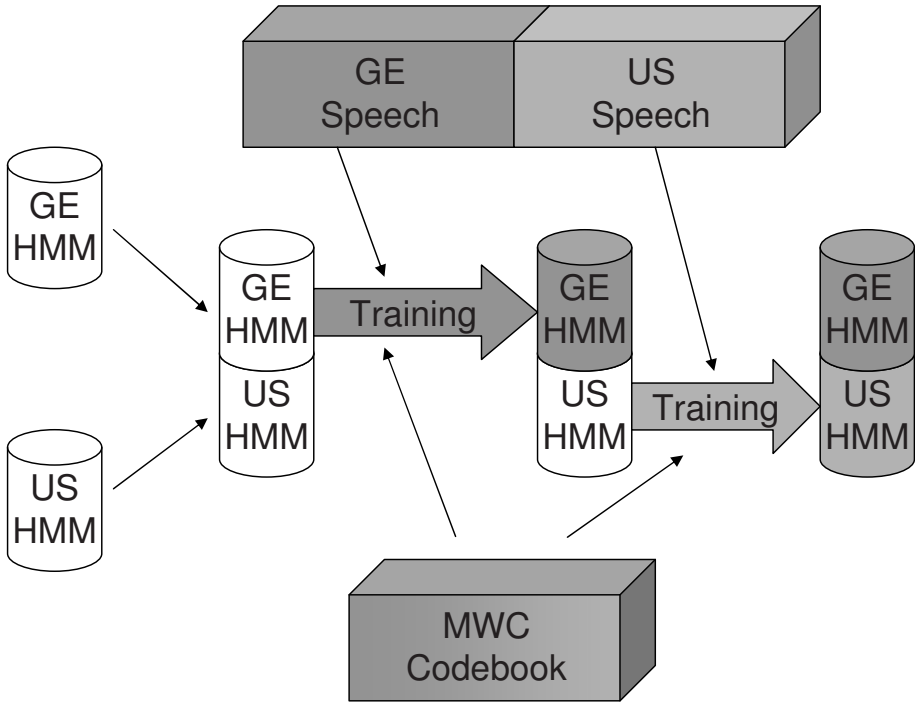 GE
Speech
US
Speech
GE
HMM
GE
HMM
US
HMM
Training
GE
HMM
US
HMM
Training
GE
HMM
US
HMM
US
HMM
MWC
Codebook